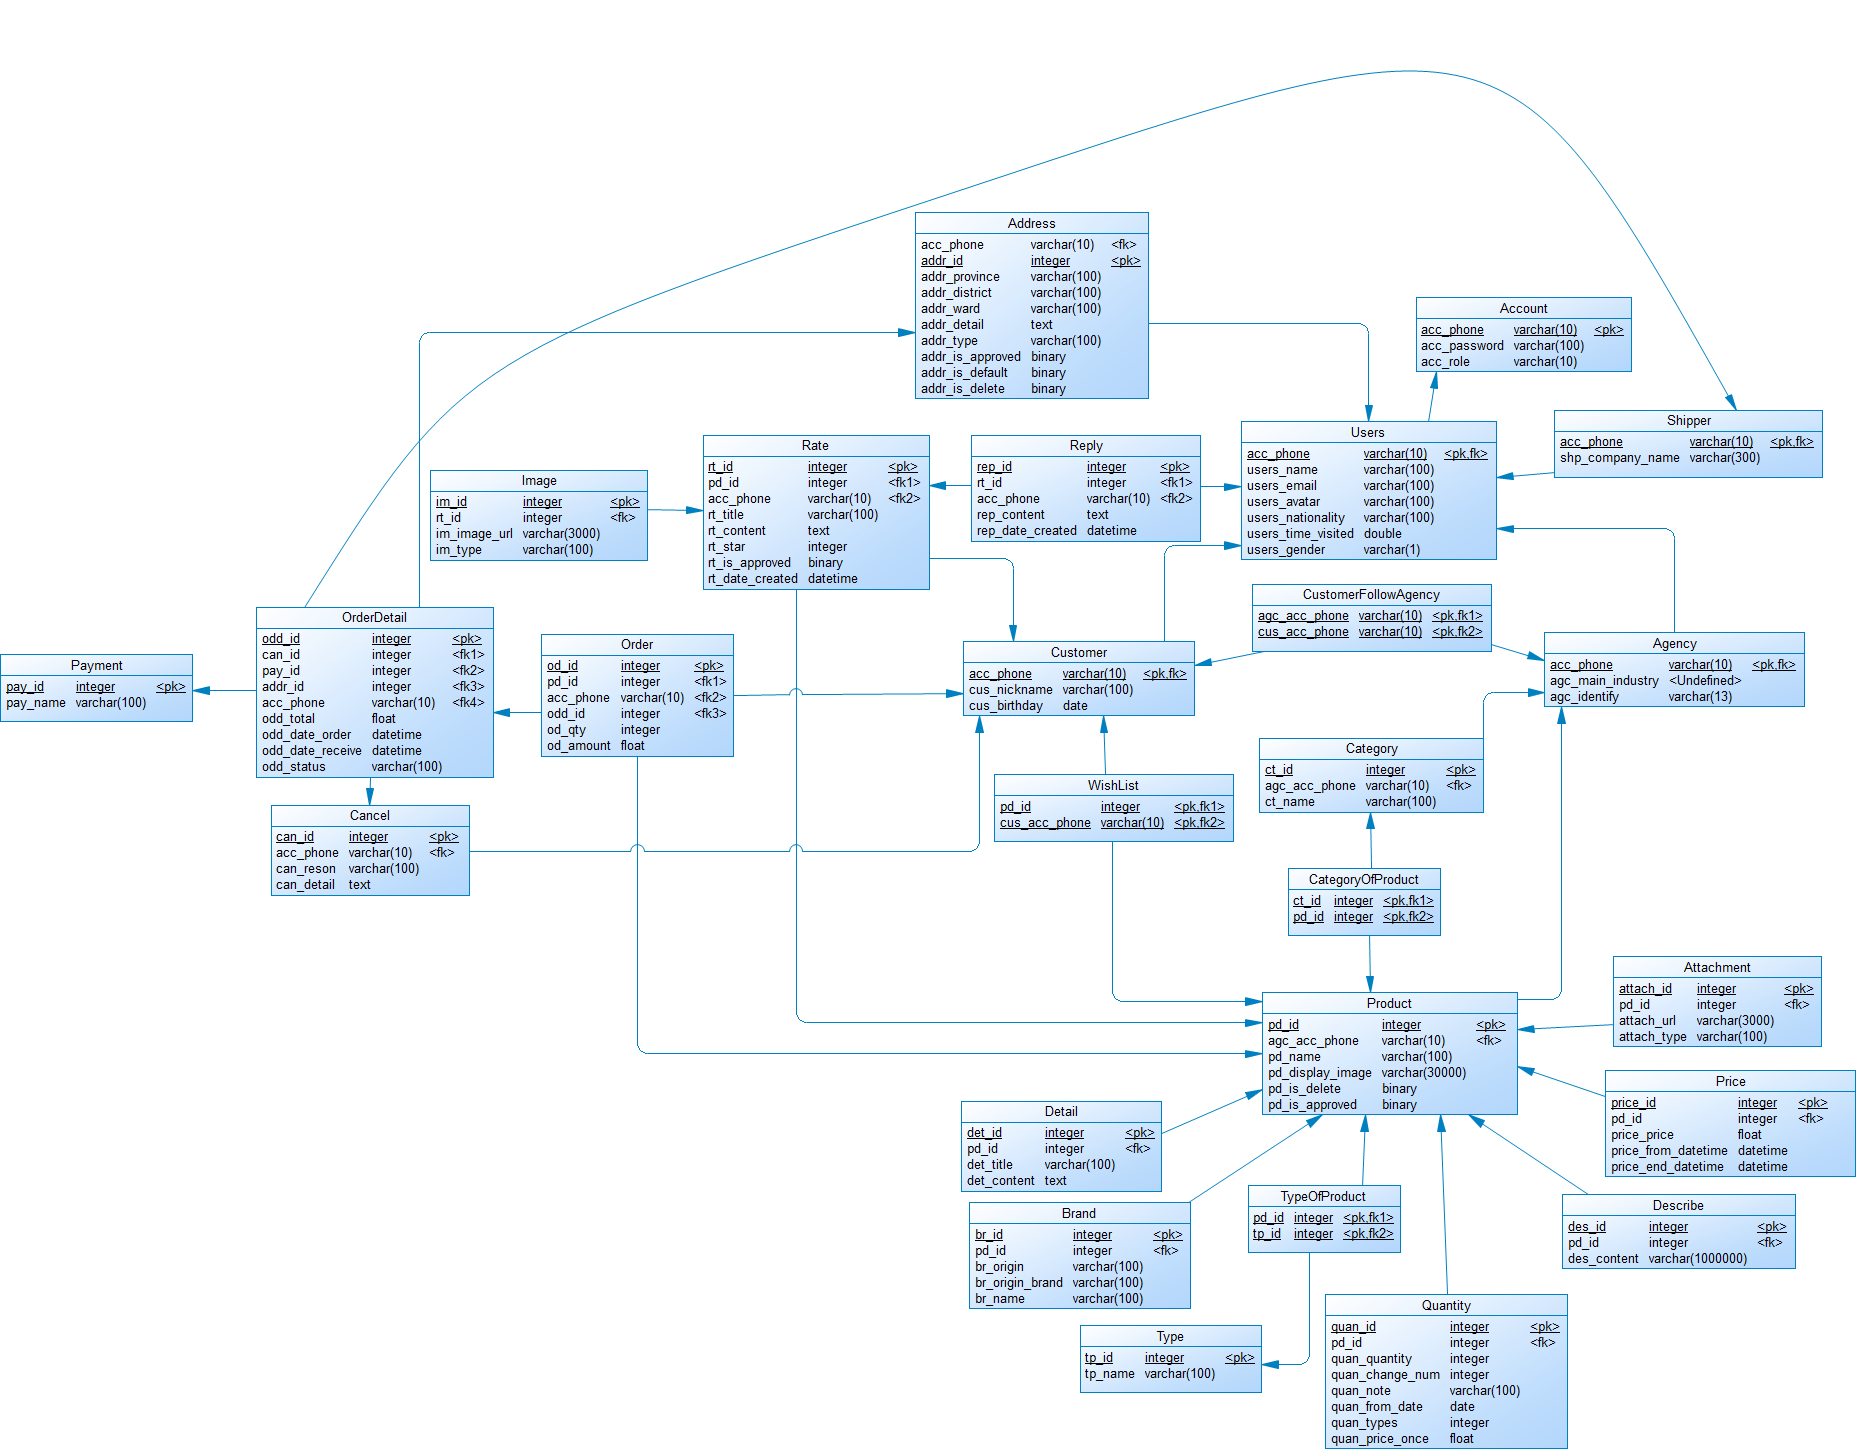 Address
acc_phone varchar(10) <fk>
addr_id integer <pk>
addr_province varchar(100)
addr_district varchar(100)
addr_ward varchar(100)
addr_detail text
addr_type varchar(100)
addr_is_approved binary
addr_is_default binary
addr_is_delete binary
Account
acc_phone varchar(10) <pk>
acc_password varchar(100)
acc_role varchar(10)
Shipper
acc_phone varchar(10) <pk,fk>
shp_company_name varchar(300)
Users
acc_phone varchar(10) <pk,fk>
users_name varchar(100)
users_email varchar(100)
users_avatar varchar(100)
users_nationality varchar(100)
users_time_visited double
users_gender varchar(1)
Rate
rt_id integer <pk>
pd_id integer <fk1>
acc_phone varchar(10) <fk2>
rt_title varchar(100)
rt_content text
rt_star integer
rt_is_approved binary
rt_date_created datetime
Reply
rep_id integer <pk>
rt_id integer <fk1>
acc_phone varchar(10) <fk2>
rep_content text
rep_date_created datetime
Image
im_id integer <pk>
rt_id integer <fk>
im_image_url varchar(3000)
im_type varchar(100)
CustomerFollowAgency
agc_acc_phone varchar(10) <pk,fk1>
cus_acc_phone varchar(10) <pk,fk2>
OrderDetail
odd_id integer <pk>
can_id integer <fk1>
pay_id integer <fk2>
addr_id integer <fk3>
acc_phone varchar(10) <fk4>
odd_total float
odd_date_order datetime
odd_date_receive datetime
odd_status varchar(100)
Order
od_id integer <pk>
pd_id integer <fk1>
acc_phone varchar(10) <fk2>
odd_id integer <fk3>
od_qty integer
od_amount float
Customer
acc_phone varchar(10) <pk,fk>
cus_nickname varchar(100)
cus_birthday date
Agency
acc_phone varchar(10) <pk,fk>
agc_main_industry <Undefined>
agc_identify varchar(13)
Payment
pay_id integer <pk>
pay_name varchar(100)
Category
ct_id integer <pk>
agc_acc_phone varchar(10) <fk>
ct_name varchar(100)
WishList
pd_id integer <pk,fk1>
cus_acc_phone varchar(10) <pk,fk2>
Cancel
can_id integer <pk>
acc_phone varchar(10) <fk>
can_reson varchar(100)
can_detail text
CategoryOfProduct
ct_id integer <pk,fk1>
pd_id integer <pk,fk2>
Attachment
attach_id integer <pk>
pd_id integer <fk>
attach_url varchar(3000)
attach_type varchar(100)
Product
pd_id integer <pk>
agc_acc_phone varchar(10) <fk>
pd_name varchar(100)
pd_display_image varchar(30000)
pd_is_delete binary
pd_is_approved binary
Price
price_id integer <pk>
pd_id integer <fk>
price_price float
price_from_datetime datetime
price_end_datetime datetime
Detail
det_id integer <pk>
pd_id integer <fk>
det_title varchar(100)
det_content text
TypeOfProduct
pd_id integer <pk,fk1>
tp_id integer <pk,fk2>
Describe
des_id integer <pk>
pd_id integer <fk>
des_content varchar(1000000)
Brand
br_id integer <pk>
pd_id integer <fk>
br_origin varchar(100)
br_origin_brand varchar(100)
br_name varchar(100)
Quantity
quan_id integer <pk>
pd_id integer <fk>
quan_quantity integer
quan_change_num integer
quan_note varchar(100)
quan_from_date date
quan_types integer
quan_price_once float
Type
tp_id integer <pk>
tp_name varchar(100)